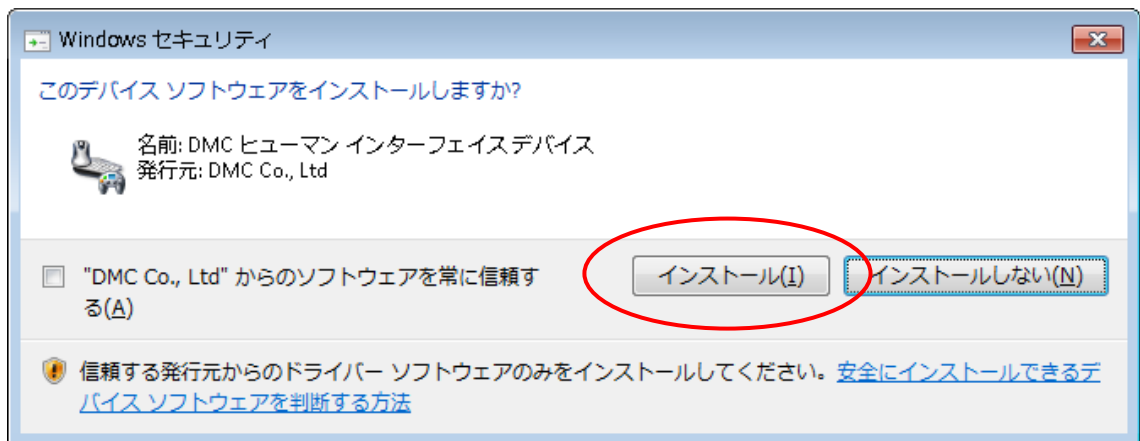 Windows セキュリティ
このデバイス ソフトウェアをインストールしますか?
名前: DMC ヒューマン インターフェイス デバイス
発行元: DMC Co., Ltd
"DMC Co., Ltd" からのソフトウェアを常に信頼す
る(A)
インストール(I)
インストールしない(N)
信頼する発行元からのドライバー ソフトウェアのみをインストールしてください。安全にインストールできるデ
バイス ソフトウェアを判断する方法